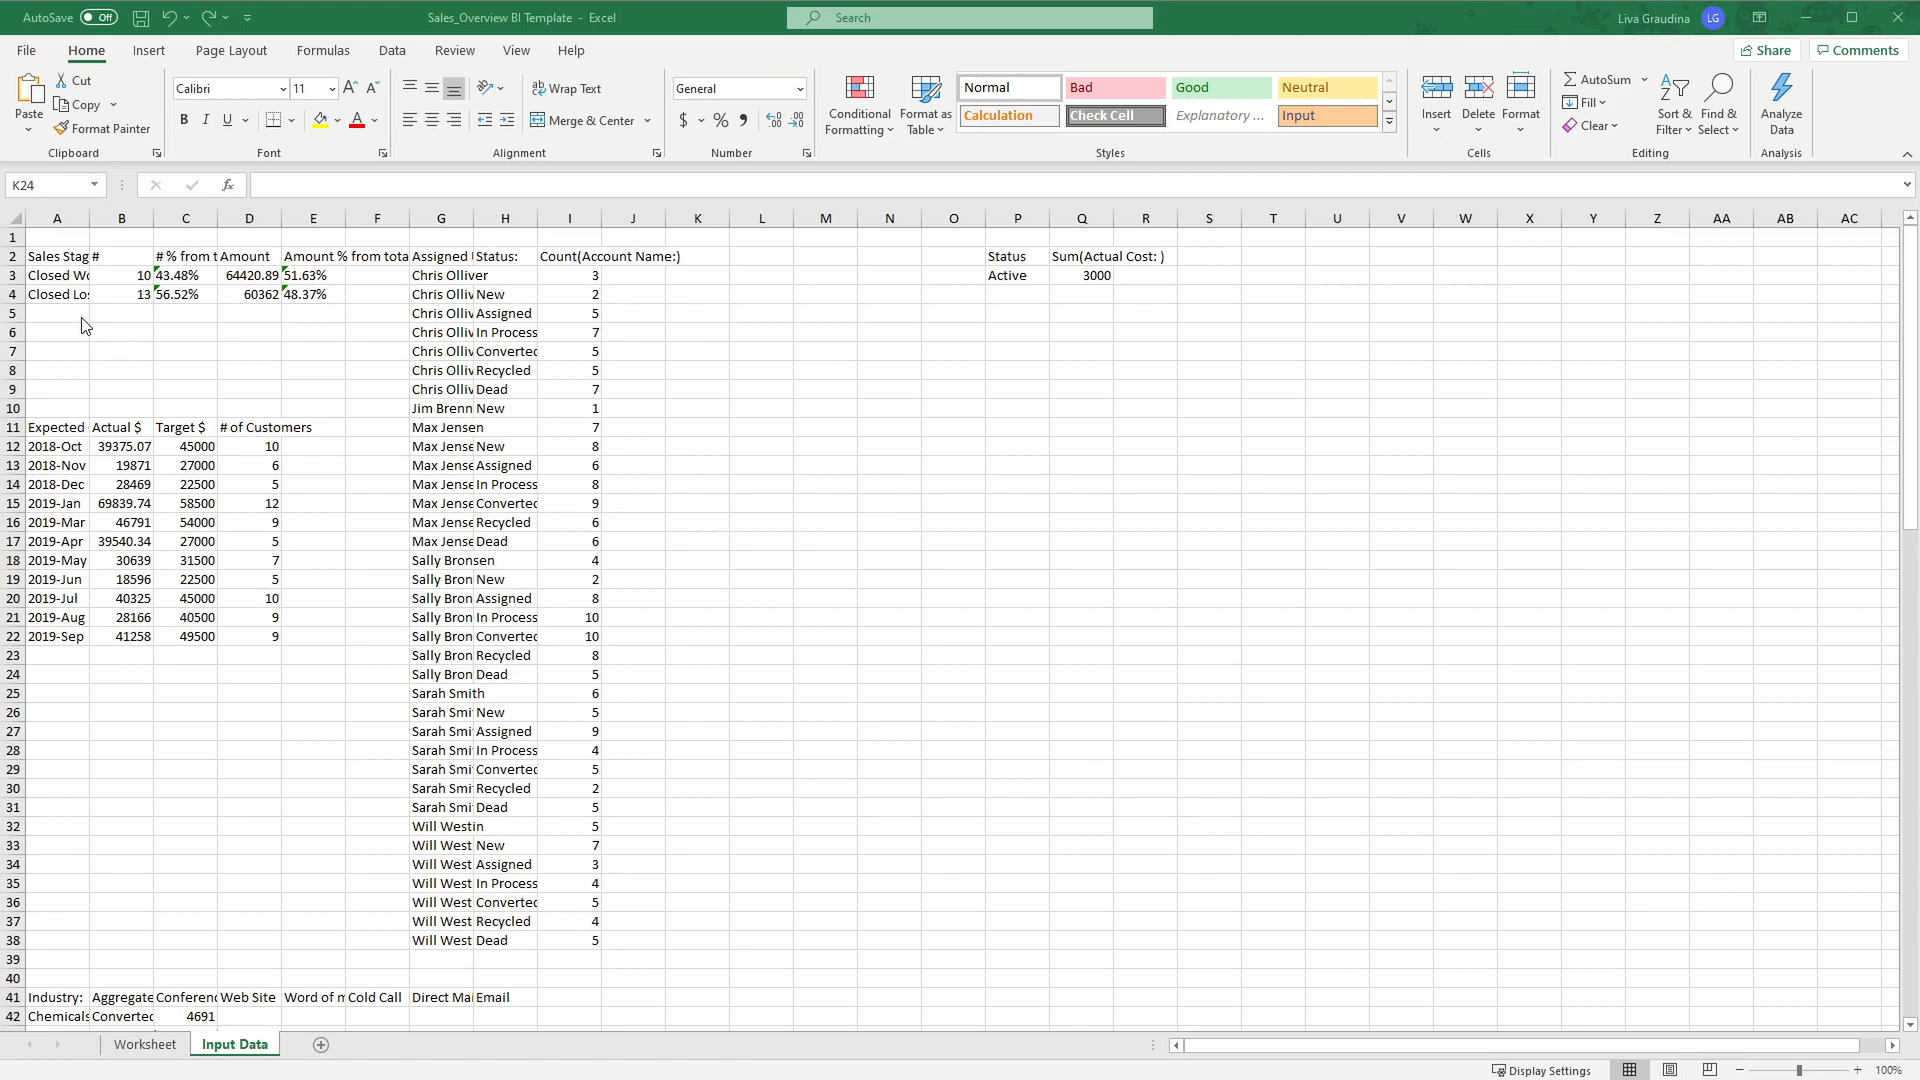 AutoSave Off Sales_Overview BI Template - Excel Search Liva Graudina LG
File Home Insert Page Layout Formulas Data Review View Help Share Comments
Paste Cut Copy Format Painter Clipboard
Calibri 11 A A B I U A Font
ab Wrap Text Merge & Center Alignment
General $ % 9 Number
Conditional Formatting Format as Table
Normal Bad Good Neutral
Calculation Check Cell Explanatory ... Input
Styles
Insert Delete Format Cells
AutoSum Fill Clear Sort & Filter Find & Select Editing
Analyze Data Analysis
K24 fx
A B C D E F G H I J K L M N O P Q R S T U V W X Y Z AA AB AC
1
2 Sales Stag # # % from t Amount Amount % from tota Assigned Status: Count(Account Name:) Status Sum(Actual Cost: )
3 Closed Wo 10 43.48% 64420.89 51.63% Chris Olliver 3 Active 3000
4 Closed Los 13 56.52% 60362 48.37% Chris Olliv New 2
5 Chris Olliv Assigned 5
6 Chris Olliv In Process 7
7 Chris Olliv Converted 5
8 Chris Olliv Recycled 5
9 Chris Olliv Dead 7
10 Jim Brenn New 1
11 Expected Actual $ Target $ # of Customers Max Jensen 7
12 2018-Oct 39375.07 45000 10 Max Jense New 8
13 2018-Nov 19871 27000 6 Max Jense Assigned 6
14 2018-Dec 28469 22500 5 Max Jense In Process 8
15 2019-Jan 69839.74 58500 12 Max Jense Converted 9
16 2019-Mar 46791 54000 9 Max Jense Recycled 6
17 2019-Apr 39540.34 27000 5 Max Jense Dead 6
18 2019-May 30639 31500 7 Sally Bronsen 4
19 2019-Jun 18596 22500 5 Sally Bron New 2
20 2019-Jul 40325 45000 10 Sally Bron Assigned 8
21 2019-Aug 28166 40500 9 Sally Bron In Process 10
22 2019-Sep 41258 49500 9 Sally Bron Converted 10
23 Sally Bron Recycled 8
24 Sally Bron Dead 5
25 Sarah Smith 6
26 Sarah Smi New 5
27 Sarah Smi Assigned 9
28 Sarah Smi In Process 4
29 Sarah Smi Converted 5
30 Sarah Smi Recycled 2
31 Sarah Smi Dead 5
32 Will Westin 5
33 Will West New 7
34 Will West Assigned 3
35 Will West In Process 4
36 Will West Converted 5
37 Will West Recycled 4
38 Will West Dead 5
39
40
41 Industry: Aggregate Conferenc Web Site Word of m Cold Call Direct Mai Email
42 Chemicals Converted 4691
Worksheet Input Data
Display Settings 100%